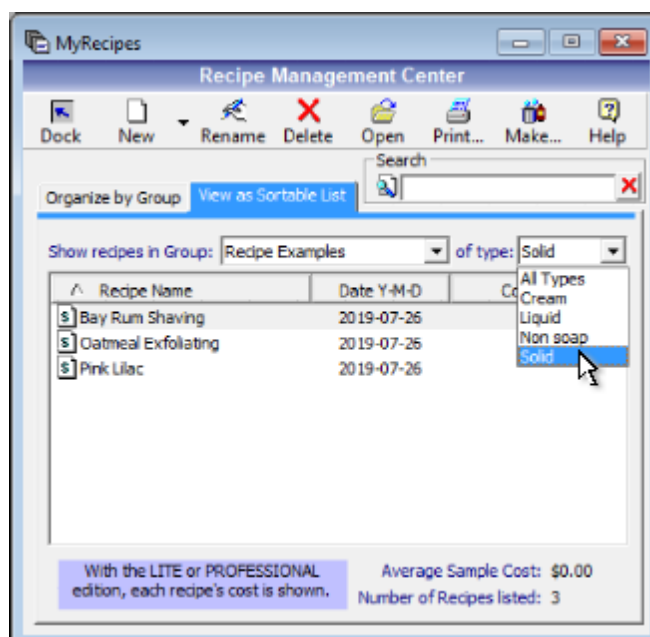 MyRecipes
Recipe Management Center
Dock New Rename Delete Open Print... Make... Help
Search
Organize by Group View as Sortable List
Show recipes in Group: Recipe Examples of type: Solid
Recipe Name Date Y-M-D
All Types
Cream
Bay Rum Shaving 2019-07-26
Liquid
Oatmeal Exfoliating 2019-07-26
Non soap
Pink Lilac 2019-07-26
Solid
With the LITE or PROFESSIONAL
edition, each recipe's cost is shown.
Average Sample Cost: $0.00
Number of Recipes listed: 3